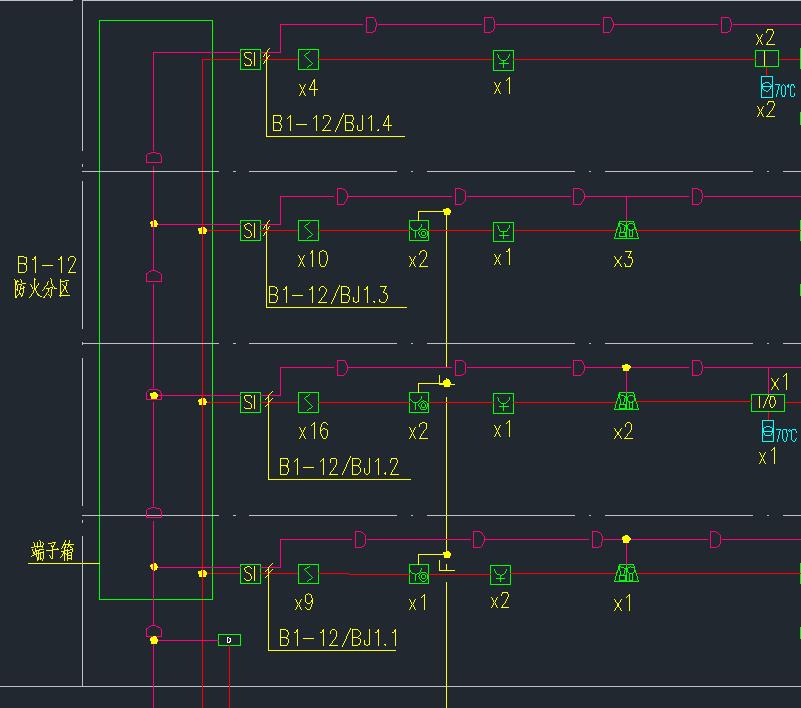 D D D D
x2
SI
x4
x1
70℃
x2
B1-12/BJ1.4
D D D D
SI
x10
x2
x1
x3
B1-12
防火分区
B1-12/BJ1.3
D D D D
x1
SI
I/O
x16
x2
x1
x2
70℃
x1
B1-12/BJ1.2
D D D D
端子箱
SI
x9
x1
x2
x1
D
B1-12/BJ1.1